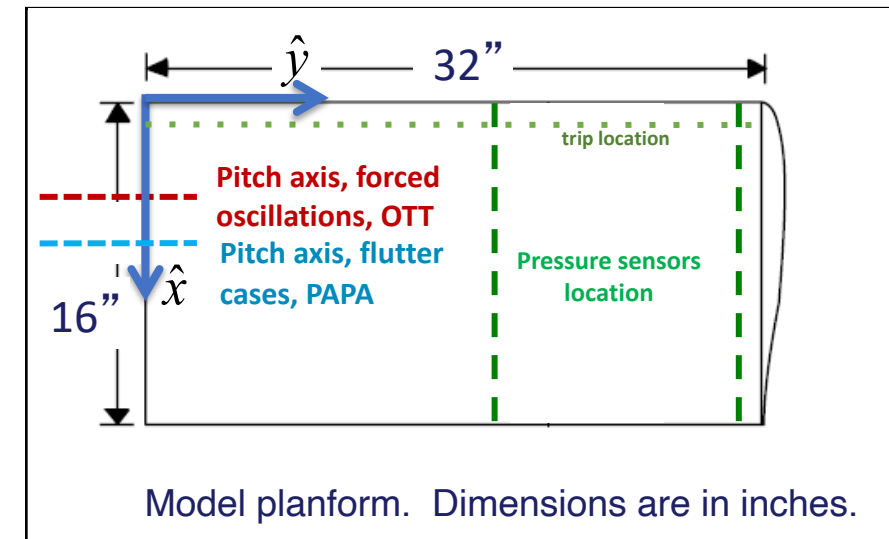 ŷ
32”
trip location
Pitch axis, forced
oscillations, OTT
Pitch axis, flutter
cases, PAPA
Pressure sensors
location
x̂
16”
Model planform. Dimensions are in inches.